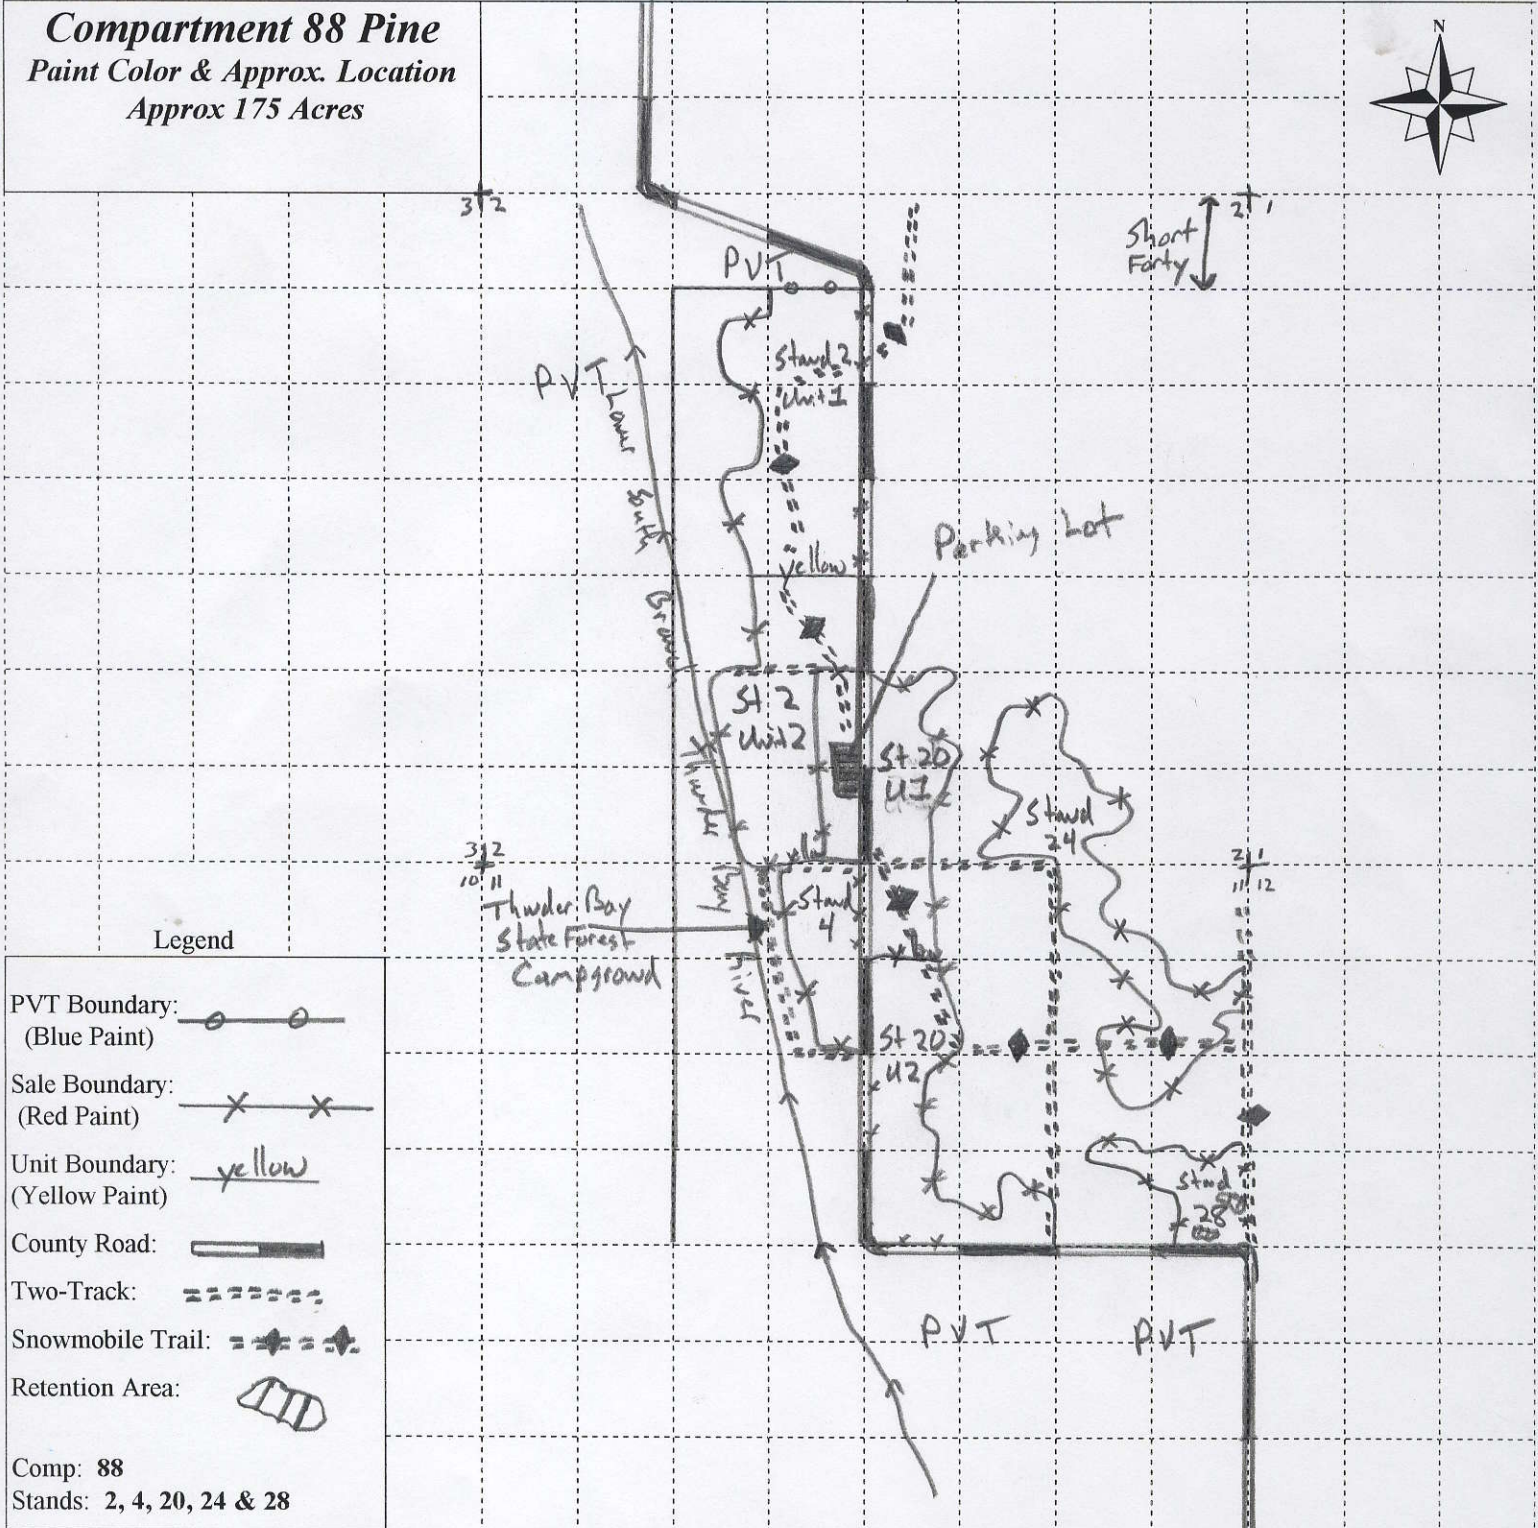 Compartment 88 Pine
Paint Color & Approx. Location
Approx 175 Acres
N
3 2
2 1
Short
Forty
PVT
Stand 2
Unit 1
PVT
Lower
South
Branch
Thunder
Bay
River
Parking Lot
yellow
St 2
Unit 2
St. 20
U1
Stand
24
3 2
10 11
2 1
11 12
Thunder Bay
State Forest
Campground
Stand
4
St 20
U2
Stand
28
PVT
PVT
Legend
PVT Boundary:
(Blue Paint)
Sale Boundary:
(Red Paint)
Unit Boundary: yellow
(Yellow Paint)
County Road:
Two-Track:
Snowmobile Trail:
Retention Area:
Comp: 88
Stands: 2, 4, 20, 24 & 28